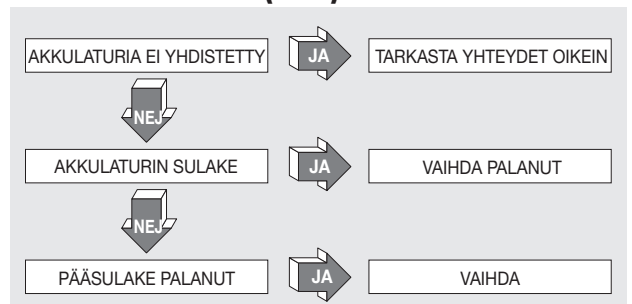 AKKULATURIA EI YHDISTETTY JA TARKASTA YHTEYDET OIKEIN
NEJ
AKKULATURIN SULAKE JA VAIHDA PALANUT
NEJ
PÄÄSULAKE PALANUT JA VAIHDA